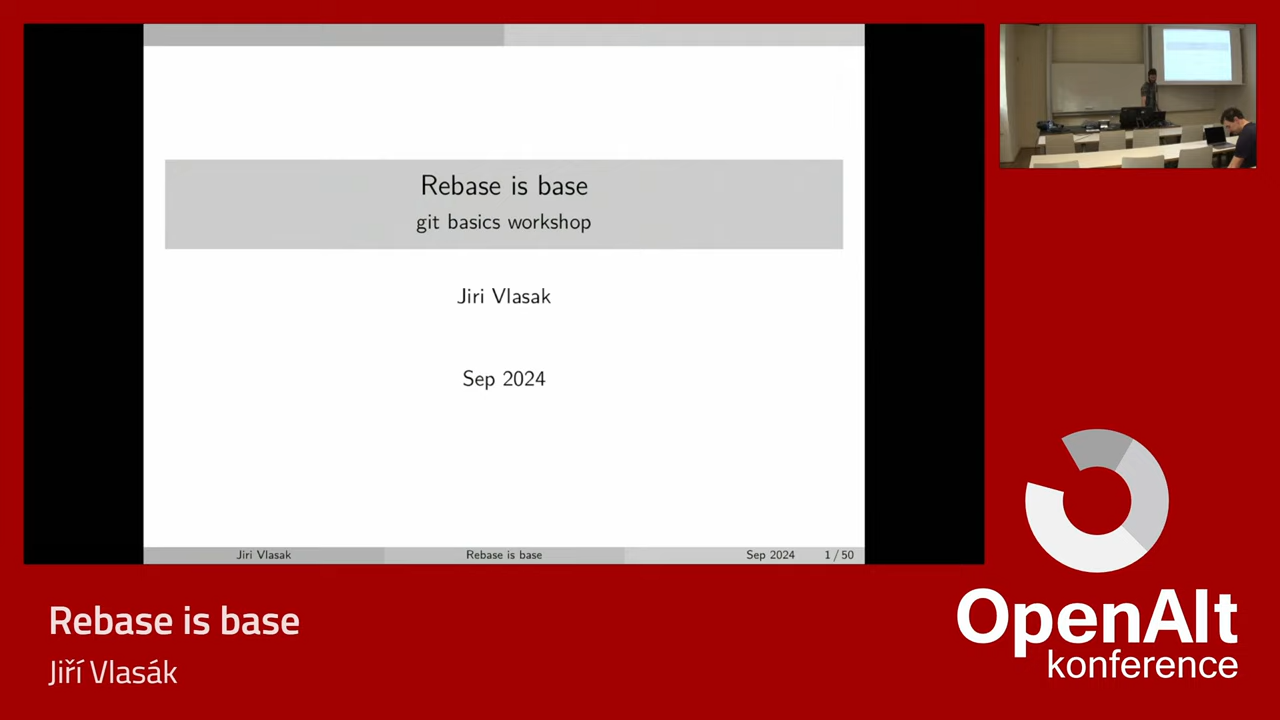 Rebase is base
git basics workshop
Jiri Vlasak
Sep 2024
Jiri Vlasak
Rebase is base
Sep 2024
1 / 50
Rebase is base
Jiří Vlasák
OpenAlt
konference